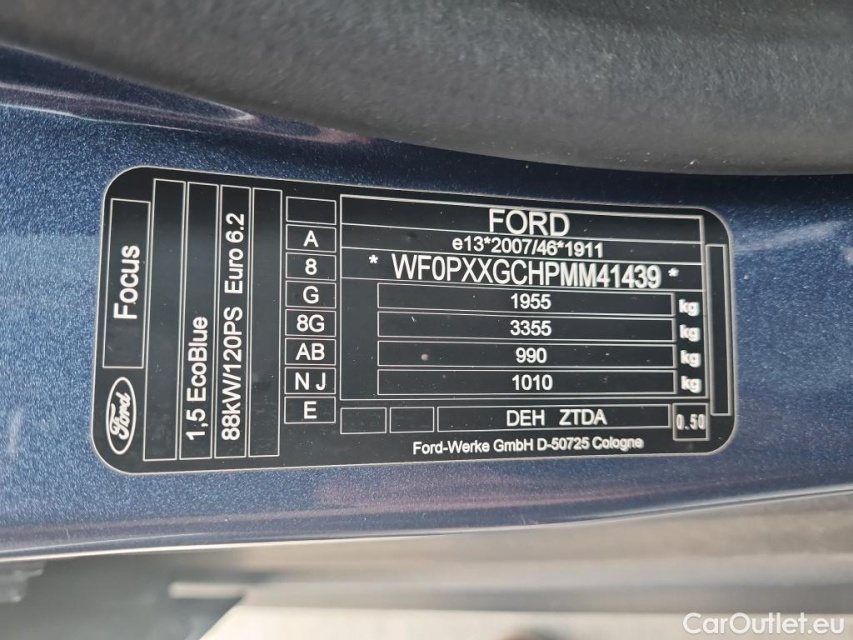 FORD
e13*2007/46*1911
* WF0PXXGCHPMM41439 *
1955 kg
3355 kg
990 kg
1010 kg
DEH ZTDA 0.50
Ford-Werke GmbH D-50725 Cologne
A
8
G
8G
AB
N J
E
Focus
Ford
1,5 EcoBlue
88kW/120PS Euro 6.2
CarOutlet.eu